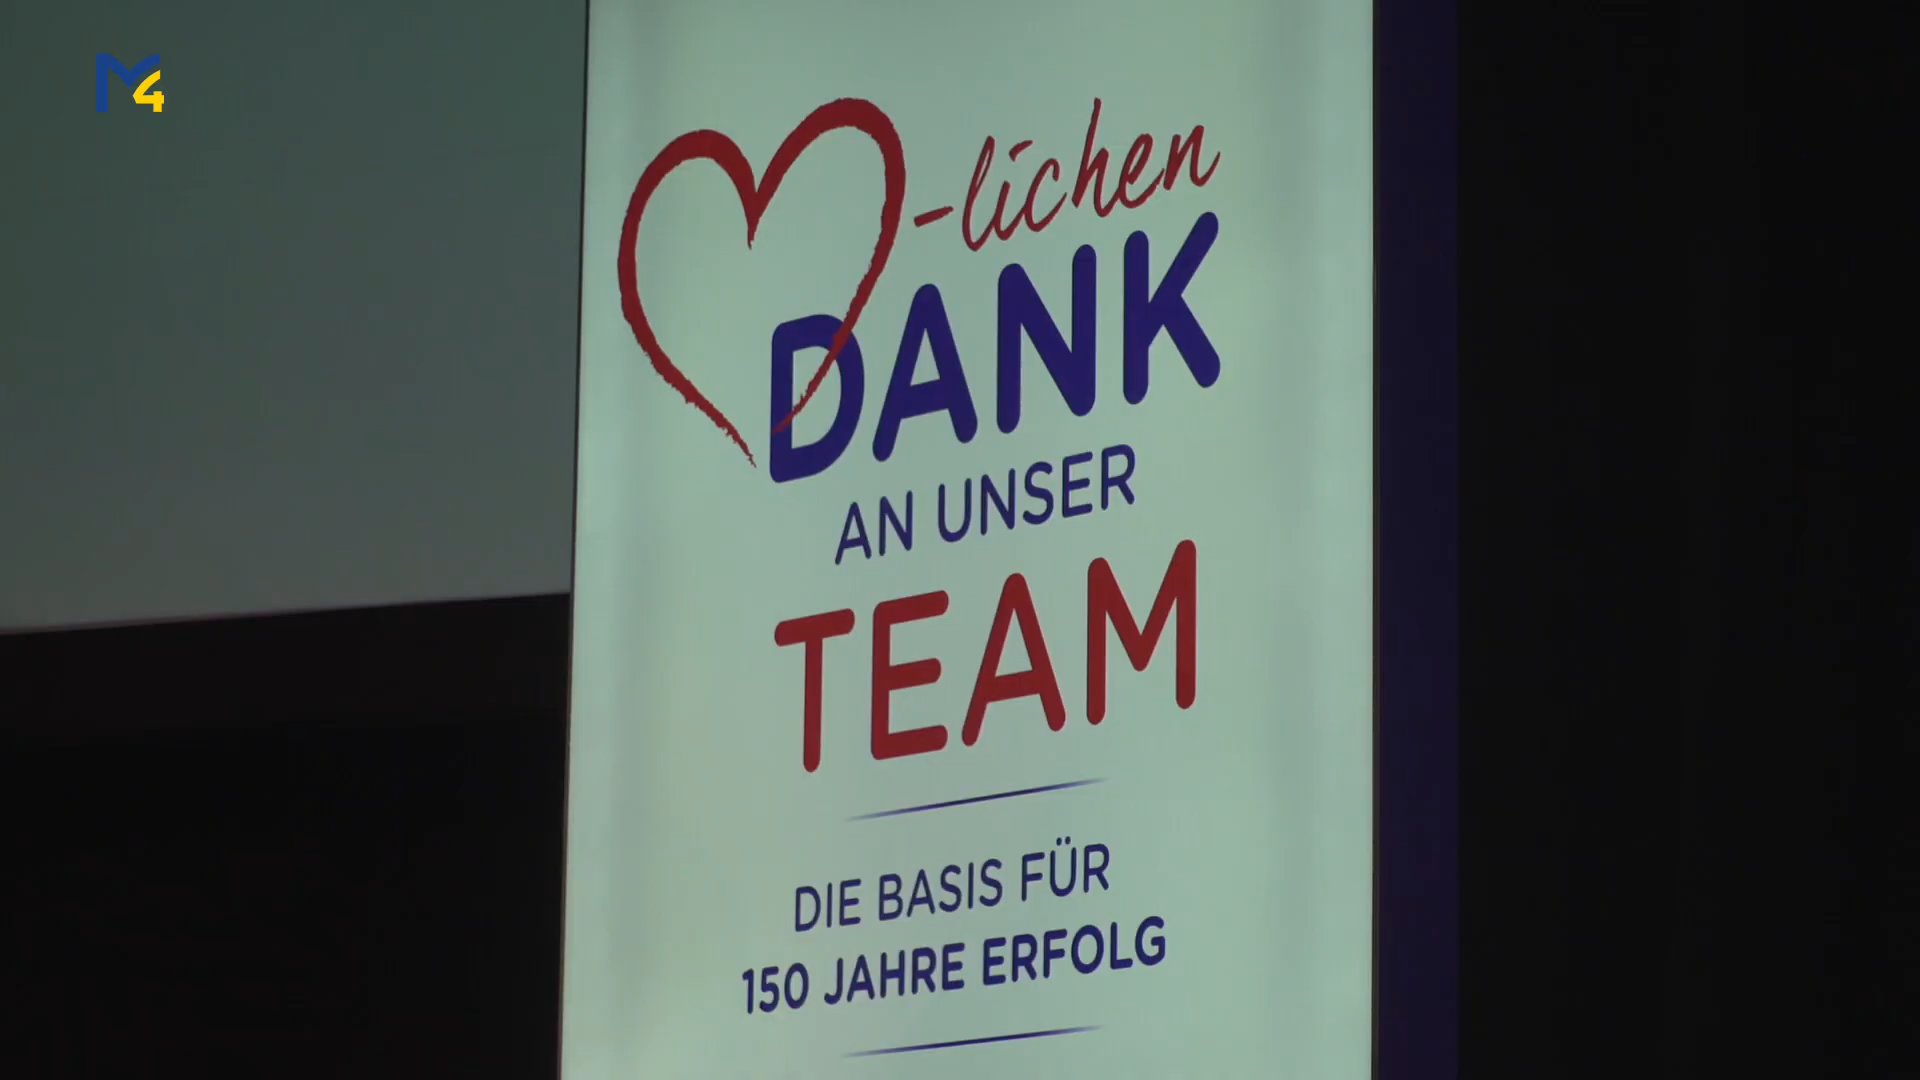 M4
-lichen
DANK
AN UNSER
TEAM
DIE BASIS FÜR
150 JAHRE ERFOLG